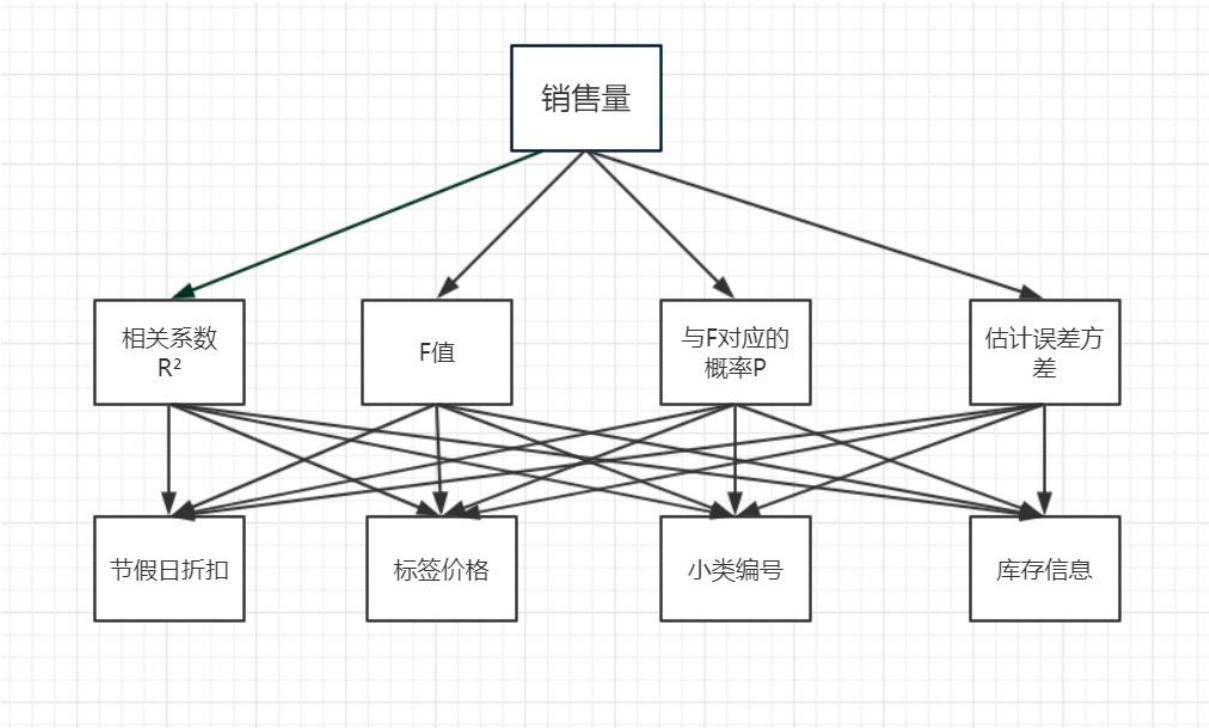 销售量
相关系数
R²
F值
与F对应的
概率P
估计误差方
差
节假日折扣
标签价格
小类编号
库存信息